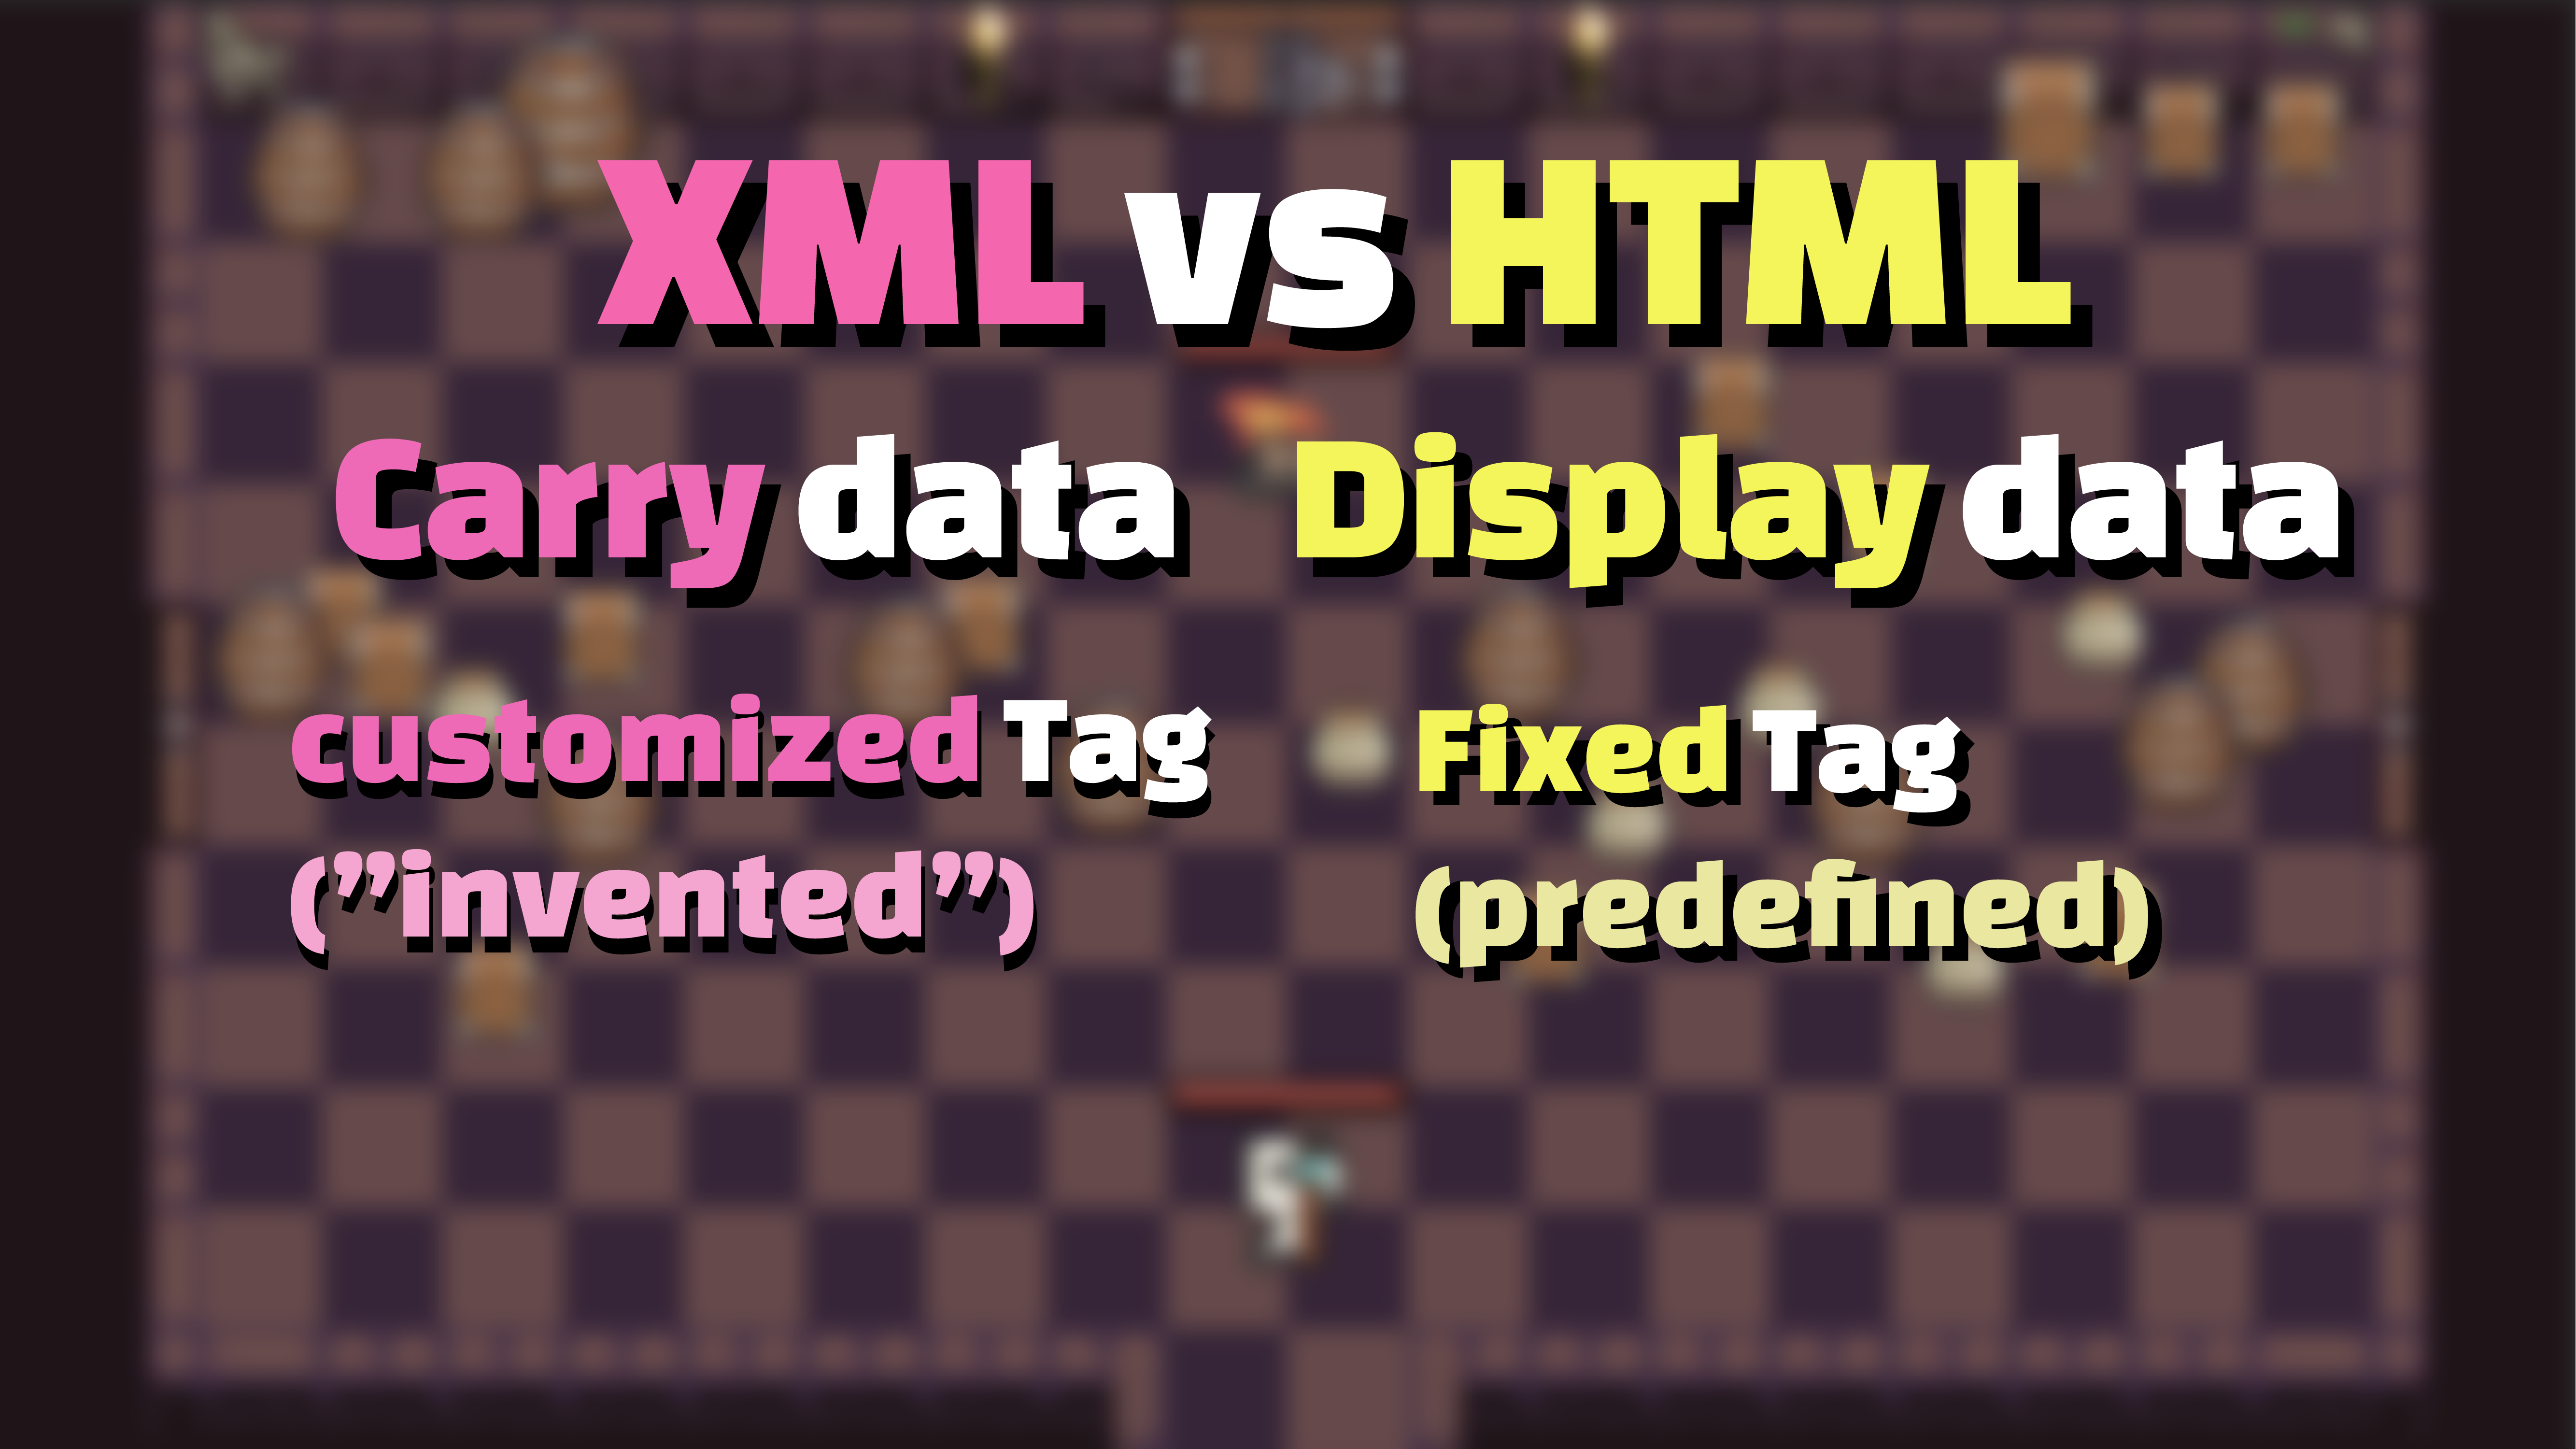 XML vs HTML
Carry data
Display data
customized Tag
(”invented”)
Fixed Tag
(predefined)